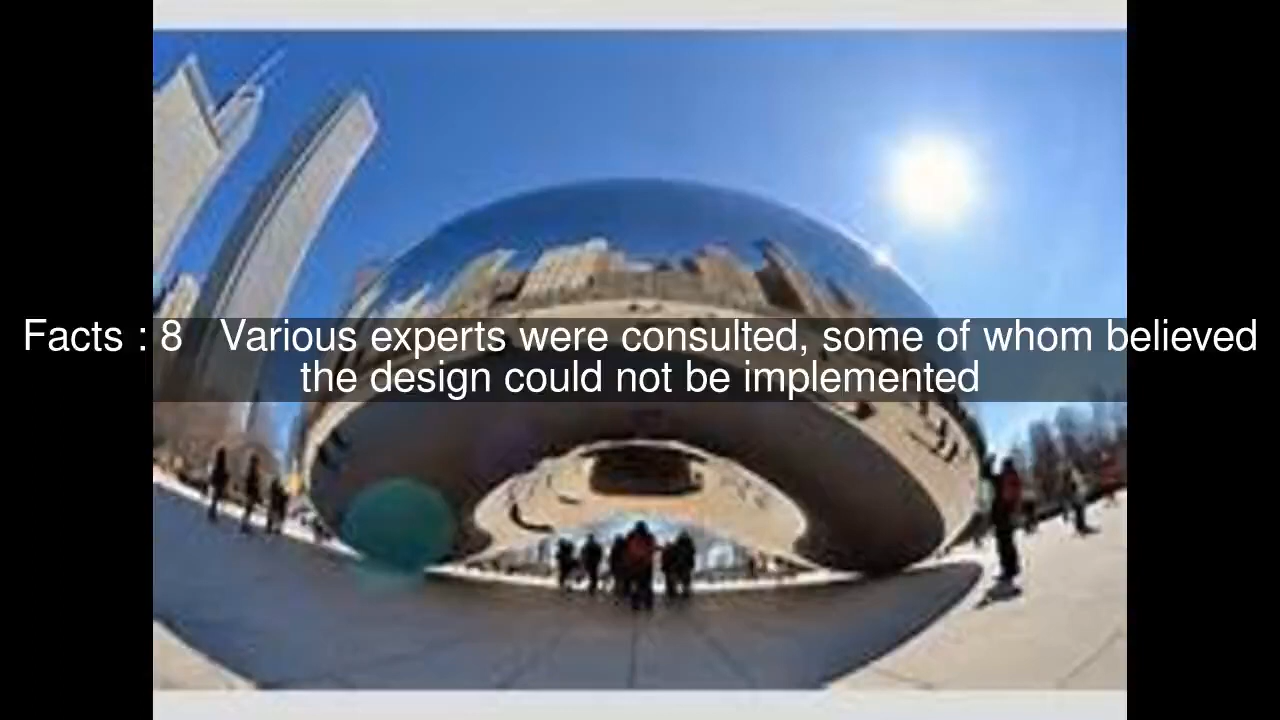 Facts : 8   Various experts were consulted, some of whom believed
the design could not be implemented